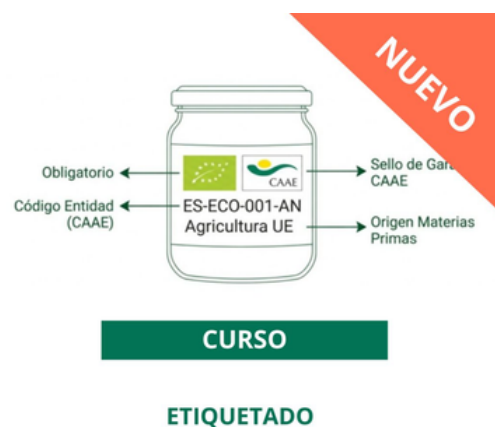 NUEVO
Obligatorio
Código Entidad
(CAAE)
CAAE
ES-ECO-001-AN
Agricultura UE
Sello de
CAAE
Origen Materias
Primas
CURSO
ETIQUETADO